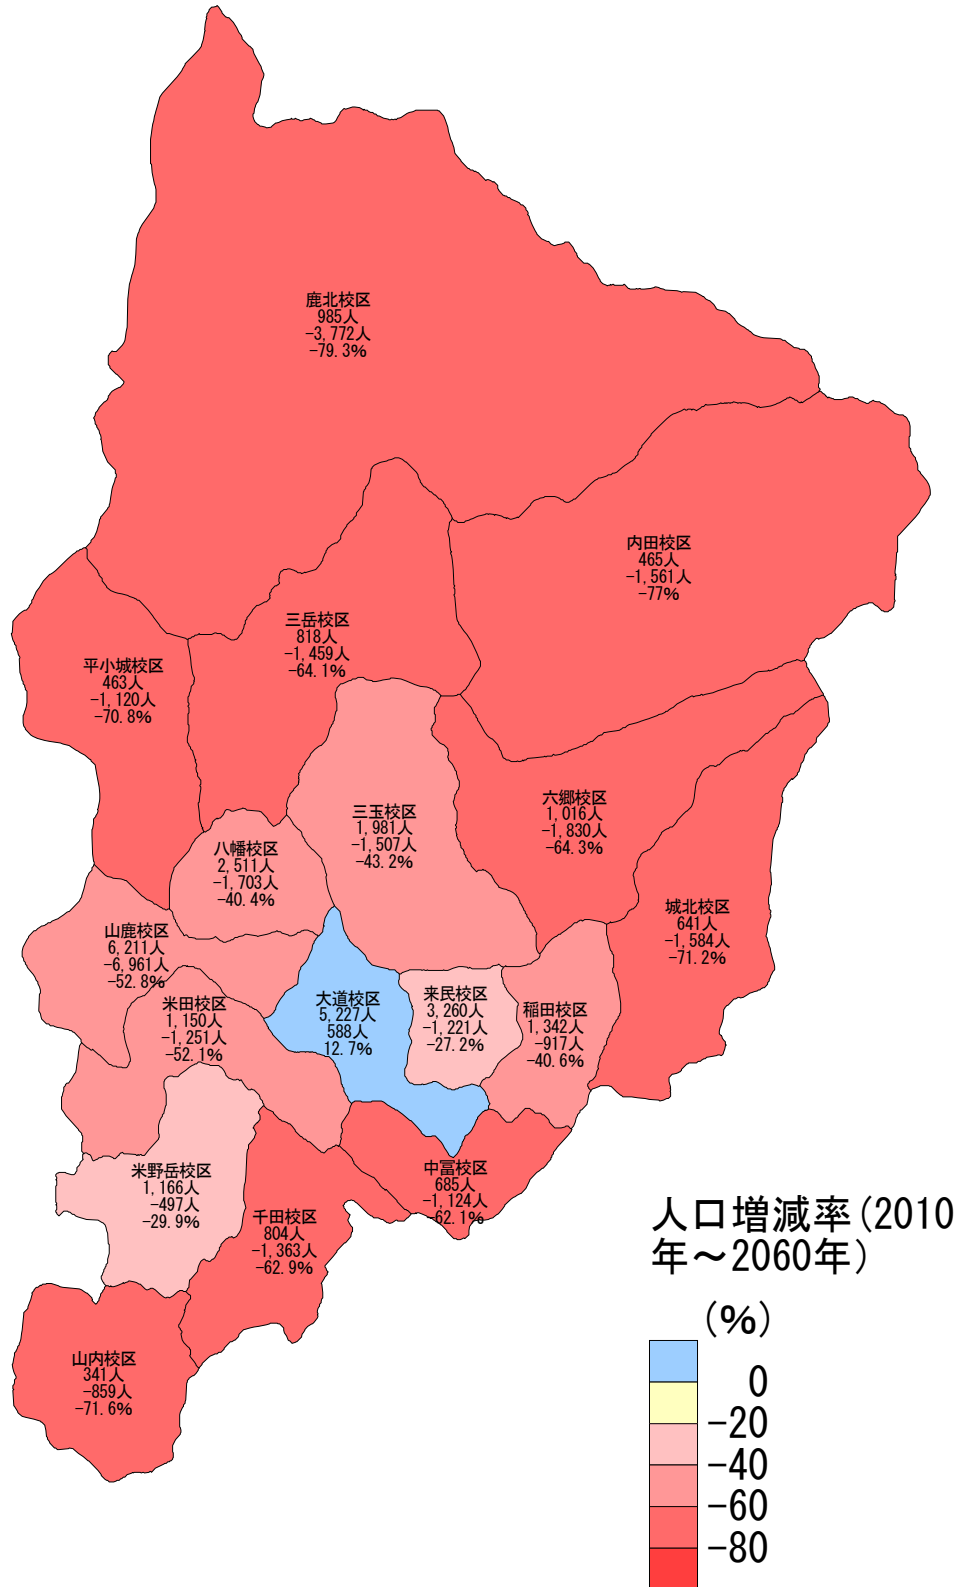 鹿北校区
985人
-3,772人
-79.3%
内田校区
465人
-1,561人
-77%
三岳校区
818人
-1,459人
-64.1%
平小城校区
463人
-1,120人
-70.8%
六郷校区
1,016人
-1,830人
-64.3%
三玉校区
1,981人
-1,507人
-43.2%
八幡校区
2,511人
-1,703人
-40.4%
城北校区
641人
-1,584人
-71.2%
山鹿校区
6,211人
-6,961人
-52.8%
米田校区
1,150人
-1,251人
-52.1%
大道校区
5,227人
588人
12.7%
来民校区
3,260人
-1,221人
-27.2%
稲田校区
1,342人
-917人
-40.6%
米野岳校区
1,166人
-497人
-29.9%
中冨校区
685人
-1,124人
-62.1%
千田校区
804人
-1,363人
-62.9%
山内校区
341人
-859人
-71.6%
人口増減率(2010
年～2060年)
(%)
0
-20
-40
-60
-80